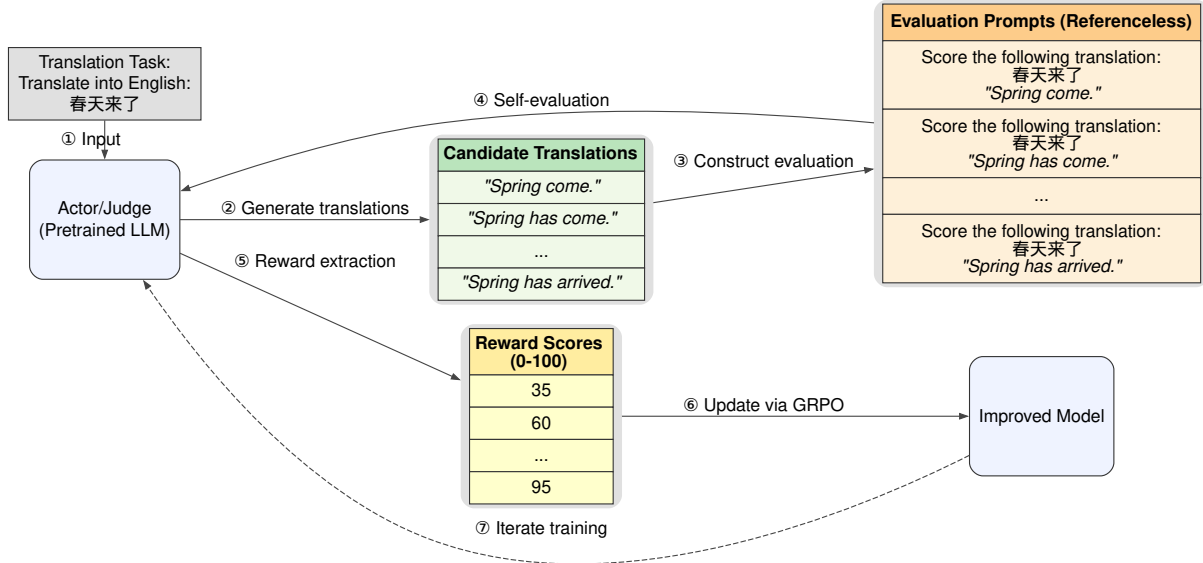 Translation Task:
Translate into English:
春天来了
① Input
Actor/Judge
(Pretrained LLM)
② Generate translations
Candidate Translations
"Spring come."
"Spring has come."
...
"Spring has arrived."
③ Construct evaluation
Evaluation Prompts (Referenceless)
Score the following translation:
春天来了
"Spring come."
Score the following translation:
春天来了
"Spring has come."
...
Score the following translation:
春天来了
"Spring has arrived."
④ Self-evaluation
⑤ Reward extraction
Reward Scores
(0-100)
35
60
...
95
⑥ Update via GRPO
Improved Model
⑦ Iterate training